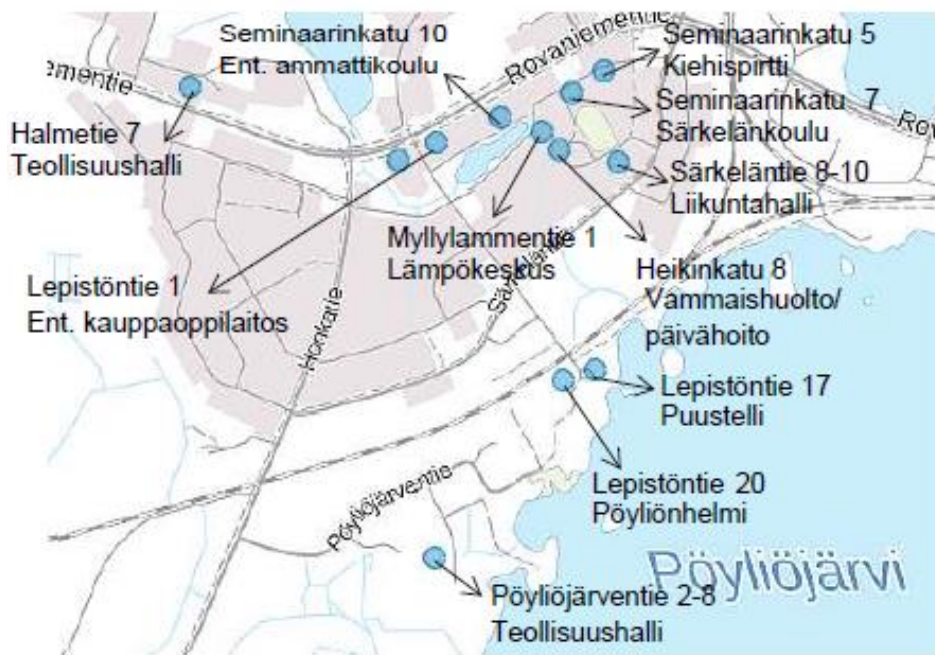 Seminaarinkatu 10
Ent. ammattikoulu
Rovaniementie
Seminaarinkatu 5
Kiehispirtti
ementie
Seminaarinkatu 7
Särkelänkoulu
Rov
Halmetie 7
Teollisuushalli
Särkeläntie 8-10
Liikuntahalli
Myllylammentie 1
Lämpökeskus
Heikinkatu 8
Vammaishuolto/
päivähoito
Lepistöntie 1
Ent. kauppaoppilaitos
Särkeläntie
Honkatie
Lepistöntie 17
Puustelli
Lepistöntie 20
Pöyliönhelmi
Pöyliöjärventie
Pöyliöjärvi
Pöyliöjärventie 2-8
Teollisuushalli